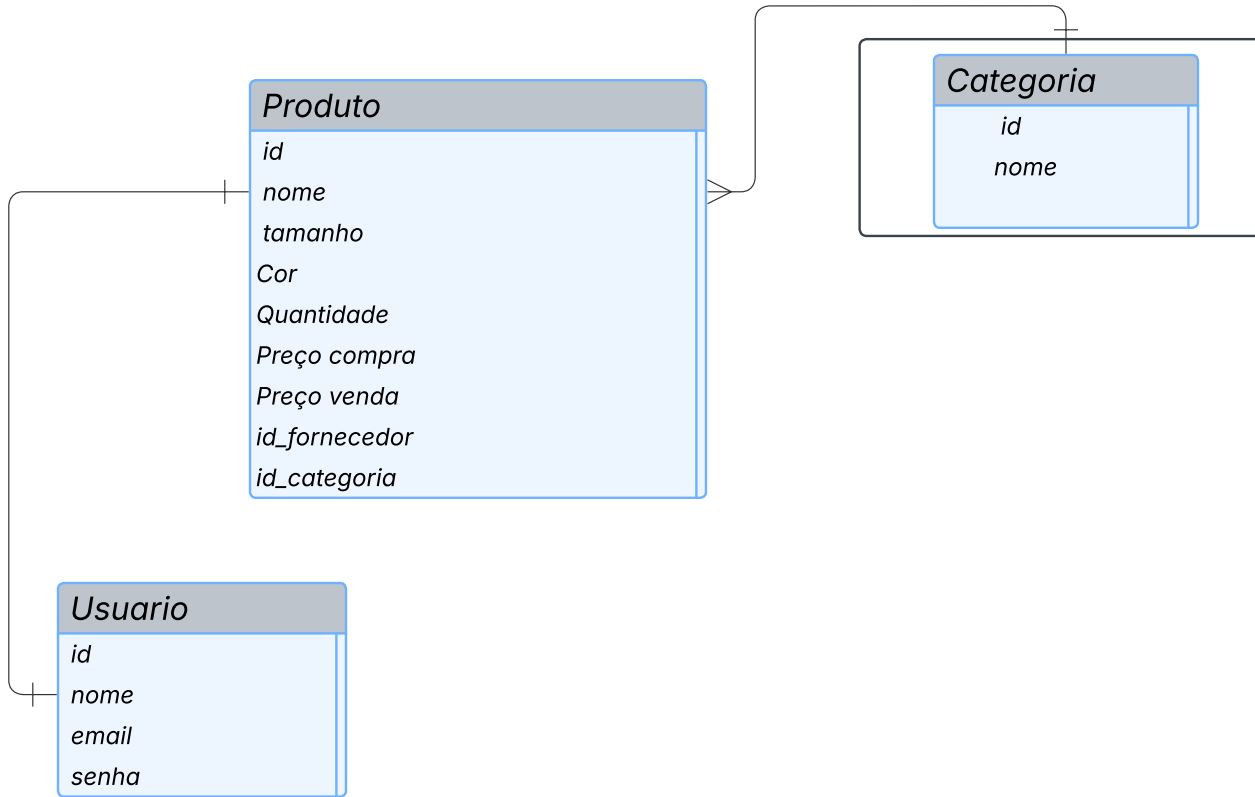 Produto
id
nome
tamanho
Cor
Quantidade
Preço compra
Preço venda
id_fornecedor
id_categoria
Categoria
id
nome
Usuario
id
nome
email
senha